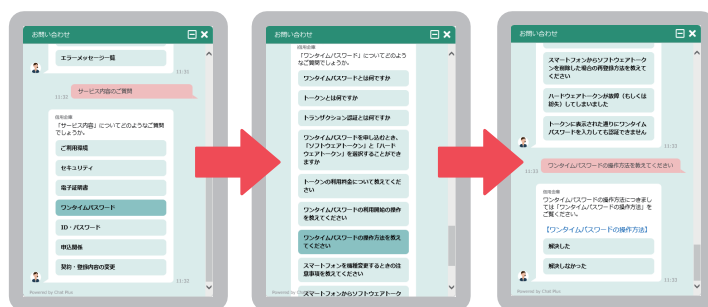 お問い合わせ
エラーメッセージ一覧
11:33
サービス内容のご質問
11:33
信用金庫
「サービス内容」についてどのようなご質問
でしょうか。
ご利用環境
セキュリティ
電子証明書
ワンタイムパスワード
ID・パスワード
申込関係
契約・登録内容の変更
11:33
Powered by Chat Plus
お問い合わせ
信用金庫
「ワンタイムパスワード」についてどのよう
なご質問でしょうか。
ワンタイムパスワードとは何ですか
トークンとは何ですか
トランザクション認証とは何ですか
ワンタイムパスワードを申し込むとき、
「ソフトウェアトークン」と「ハード
ウェアトークン」を選択することができ
ますか
トークンの利用料金について教えてくだ
さい
ワンタイムパスワードの利用開始の操作
を教えてください
ワンタイムパスワードの操作方法を教え
てください
スマートフォンを機種変更するときの注
意事項を教えてください
Powered by Ch
スマートフォンからソフトウェアトーク
お問い合わせ
スマートフォンからソフトウェアトーク
ンを削除した場合の再登録方法を教えて
ください
ハードウェアトークンが故障(もしくは
紛失)してしまいました
トークンに表示された通りにワンタイム
パスワードを入力しても認証できません
11:33
ワンタイムパスワードの操作方法を教えてください
11:33
信用金庫
ワンタイムパスワードの操作方法につきまし
ては「ワンタイムパスワードの操作方法」を
ご覧ください。
【ワンタイムパスワードの操作方法】
解決した
解決しなかった
11:33
Powered by Chat Plus